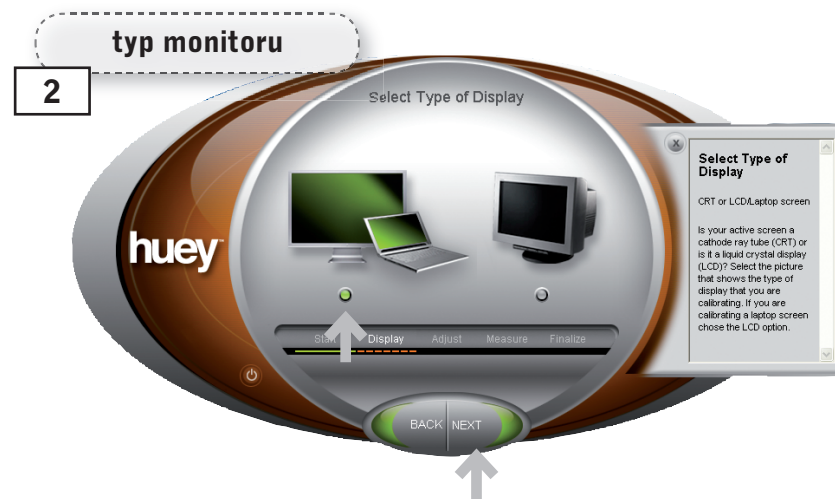 typ monitoru
2
Select Type of Display
huey™
Start Display Adjust Measure Finalize
BACK NEXT
X
Select Type of
Display
CRT or LCD/Laptop screen
Is your active screen a
cathode ray tube (CRT) or
is it a liquid crystal display
(LCD)? Select the picture
that shows the type of
display that you are
calibrating. If you are
calibrating a laptop screen
chose the LCD option.